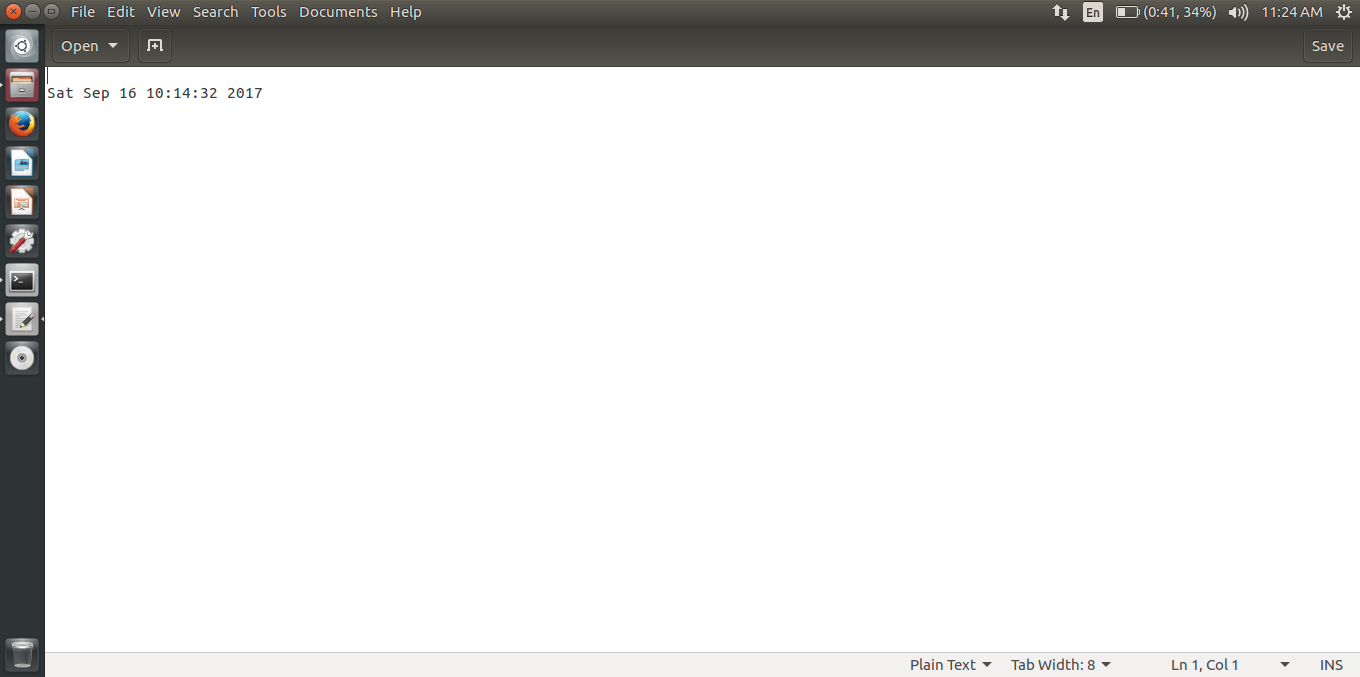 File Edit View Search Tools Documents Help En (0:41, 34%) 11:24 AM
Open Save
Sat Sep 16 10:14:32 2017
Plain Text Tab Width: 8 Ln 1, Col 1 INS